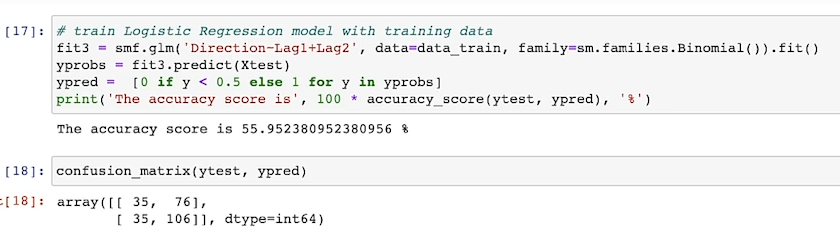 [17]: # train Logistic Regression model with training data
fit3 = smf.glm('Direction~Lag1+Lag2', data=data_train, family=sm.families.Binomial()).fit()
yprobs = fit3.predict(Xtest)
ypred =  [0 if y < 0.5 else 1 for y in yprobs]
print('The accuracy score is', 100 * accuracy_score(ytest, ypred), '%')
The accuracy score is 55.952380952380956 %
[18]: confusion_matrix(ytest, ypred)
t[18]: array([[ 35,  76],
[ 35, 106]], dtype=int64)